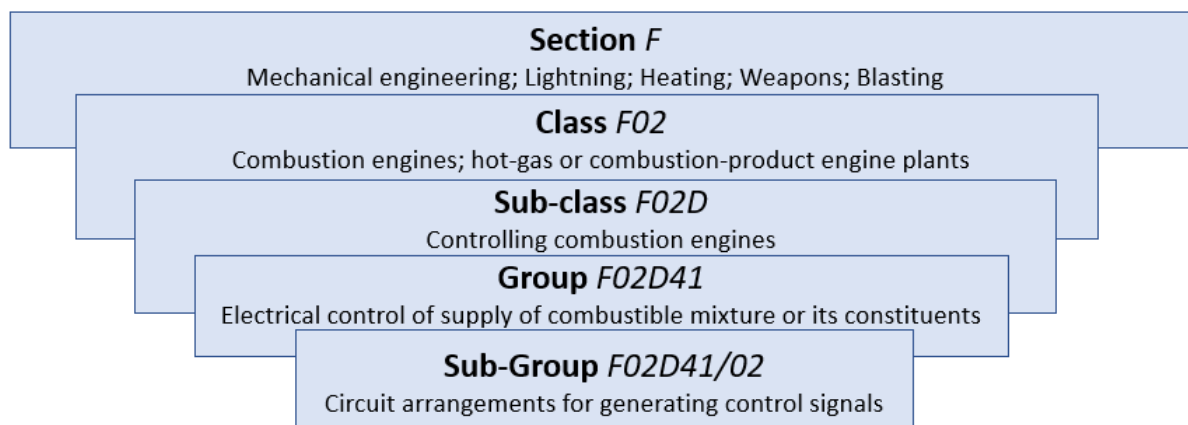 Section F
Mechanical engineering; Lightning; Heating; Weapons; Blasting
Class F02
Combustion engines; hot-gas or combustion-product engine plants
Sub-class F02D
Controlling combustion engines
Group F02D41
Electrical control of supply of combustible mixture or its constituents
Sub-Group F02D41/02
Circuit arrangements for generating control signals